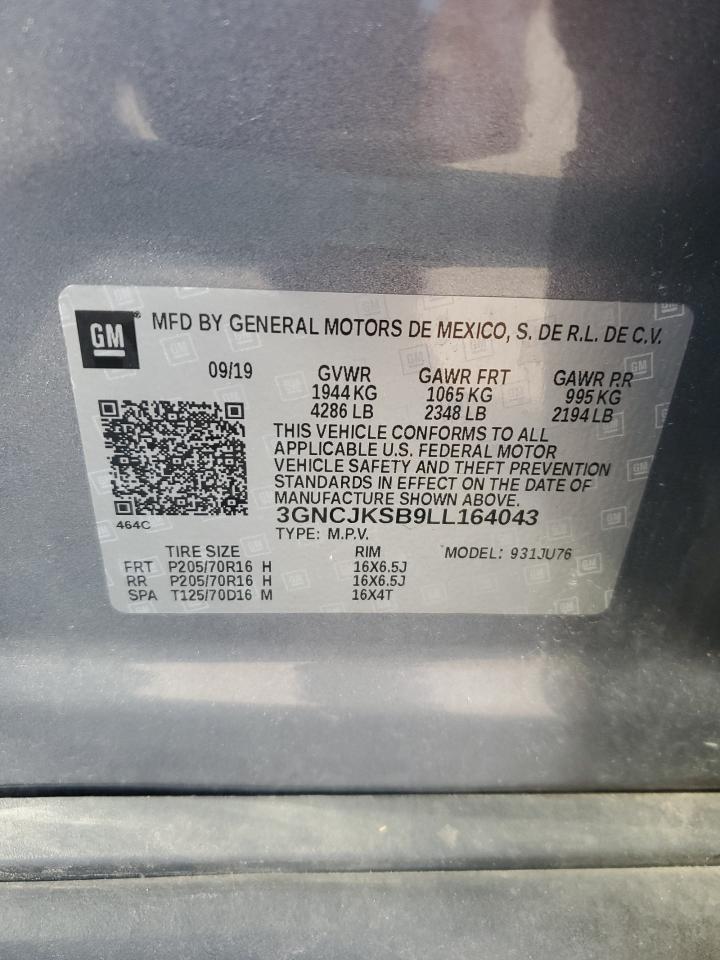 GM ® MFD BY GENERAL MOTORS DE MEXICO, S. DE R.L. DE C.V.
09/19 GVWR GAWR FRT GAWR RR
1944 KG 1065 KG 995 KG
4286 LB 2348 LB 2194 LB
THIS VEHICLE CONFORMS TO ALL
APPLICABLE U.S. FEDERAL MOTOR
VEHICLE SAFETY AND THEFT PREVENTION
STANDARDS IN EFFECT ON THE DATE OF
MANUFACTURE SHOWN ABOVE.
464C 3GNCJKSB9LL164043
TYPE: M.P.V.
TIRE SIZE RIM MODEL: 931JU76
FRT P205/70R16 H 16X6.5J
RR P205/70R16 H 16X6.5J
SPA T125/70D16 M 16X4T